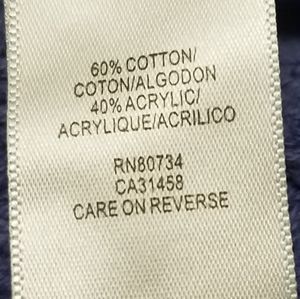 60% COTTON/
COTON/ALGODON
40% ACRYLIC/
ACRYLIQUE/ACRILICO
RN80734
CA31458
CARE ON REVERSE